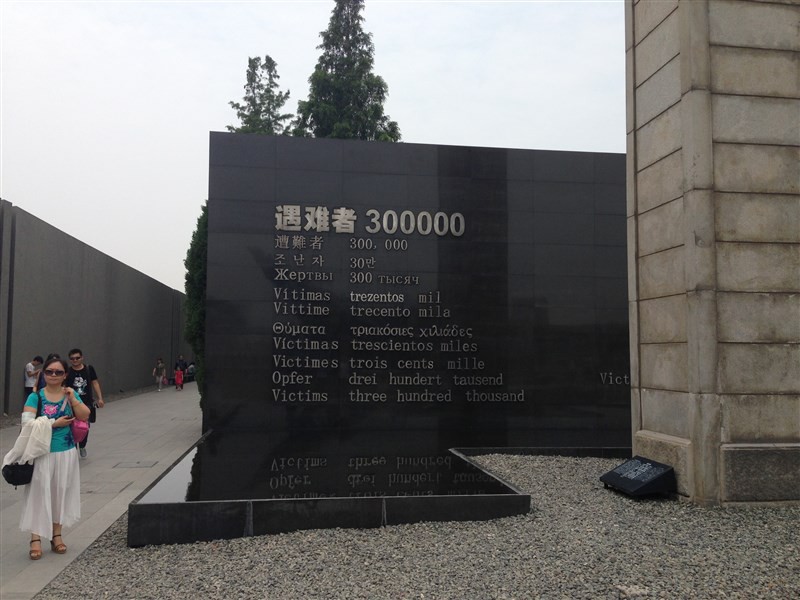 遇难者 300000
遭難者 300，000
조난자 30만
Жертвы 300 тысяч
Vítimas trezentos mil
Vittime trecento mila
Θύματα τριακόσιες χιλιάδες
Víctimas trescientos miles
Victimes trois cents mille
Opfer drei hundert tausend
Victims three hundred thousand
Vict